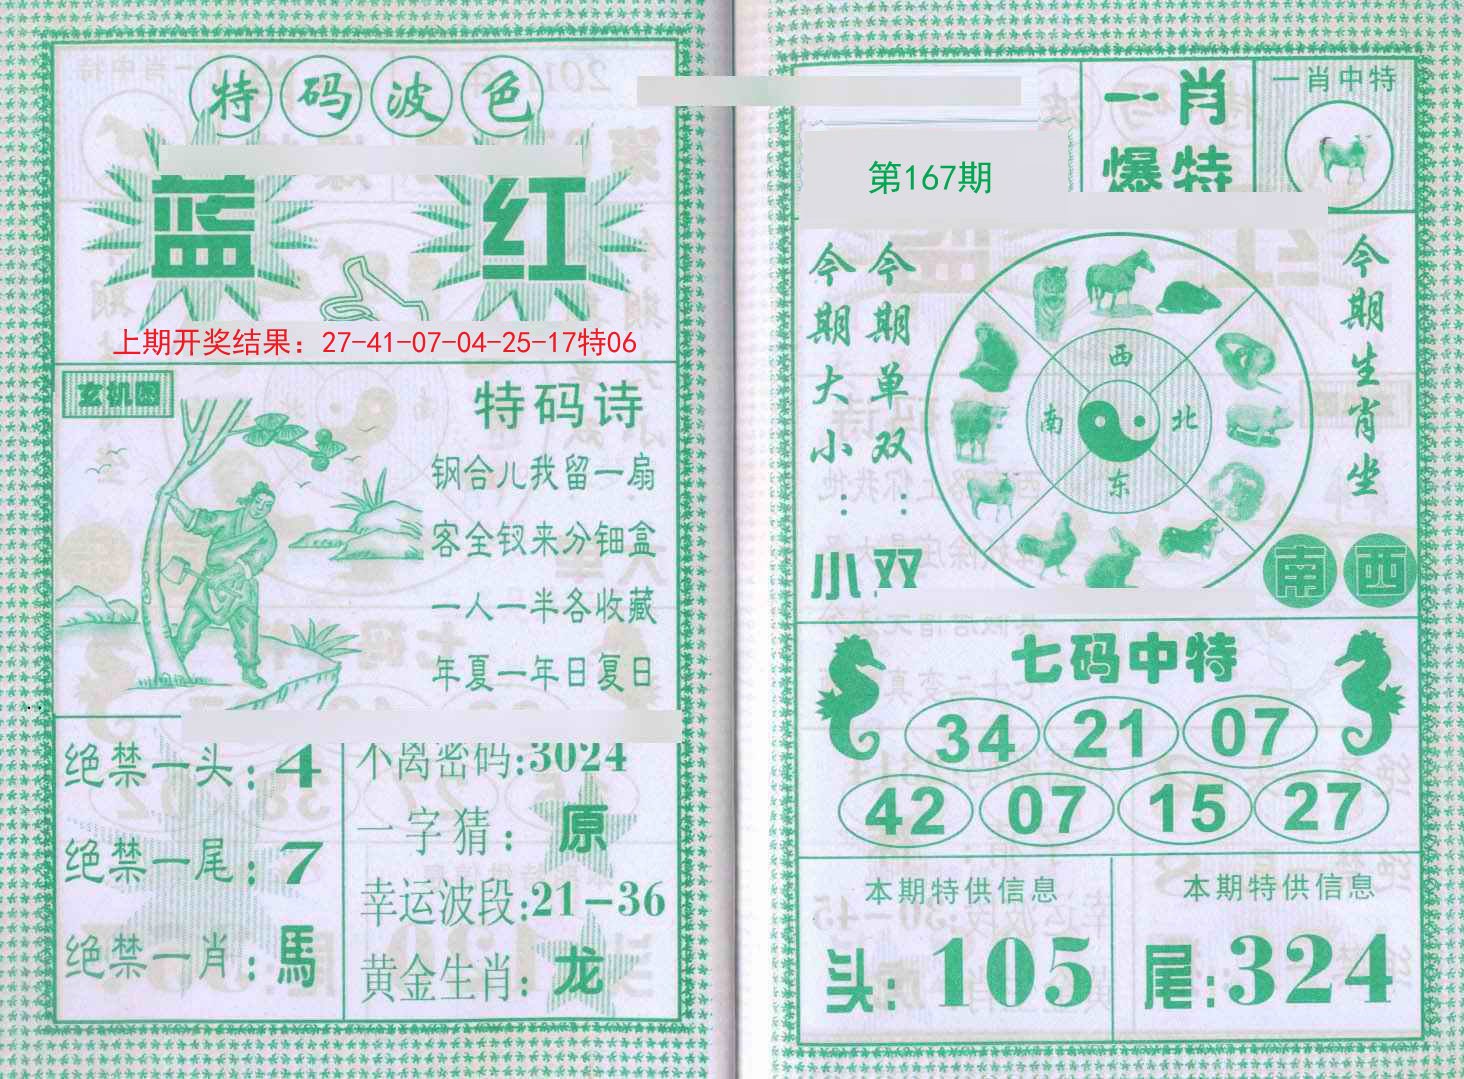 特码波色
蓝 红
上期开奖结果：27-41-07-04-25-17特06
玄机图
特码诗
钢合儿我留一扇
客全钗来分钿盒
一人一半各收藏
年夏一年日复日
绝禁一头：4
绝禁一尾：7
绝禁一肖：馬
不离密码:3024
一字猜：原
幸运波段:21-36
黄金生肖：龙
第167期
一肖
爆特
一肖中特
今期大小：小
今期单双：双
西
南 北
东
今期生肖坐
南西
七码中特
34 21 07
42 07 15 27
本期特供信息
头：105
本期特供信息
尾：324